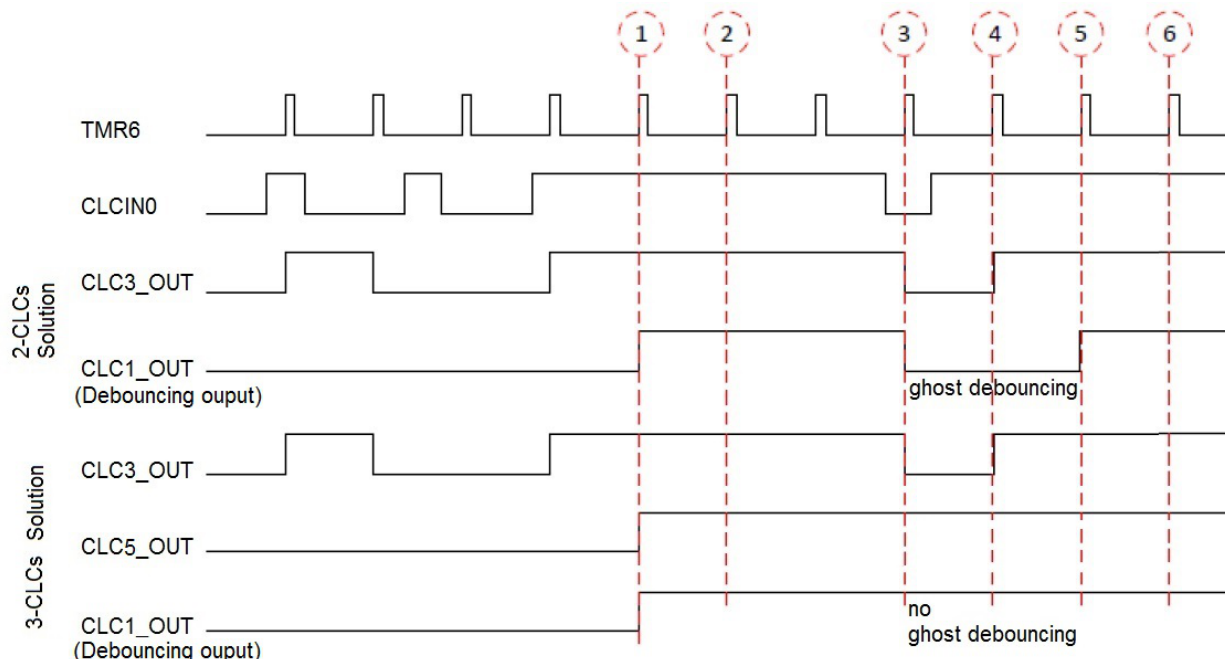 1 2 3 4 5 6
TMR6
CLCIN0
2-CLCs
Solution
CLC3_OUT
CLC1_OUT
(Debouncing ouput)
ghost debouncing
3-CLCs Solution
CLC3_OUT
CLC5_OUT
CLC1_OUT
(Debouncing ouput)
no
ghost debouncing